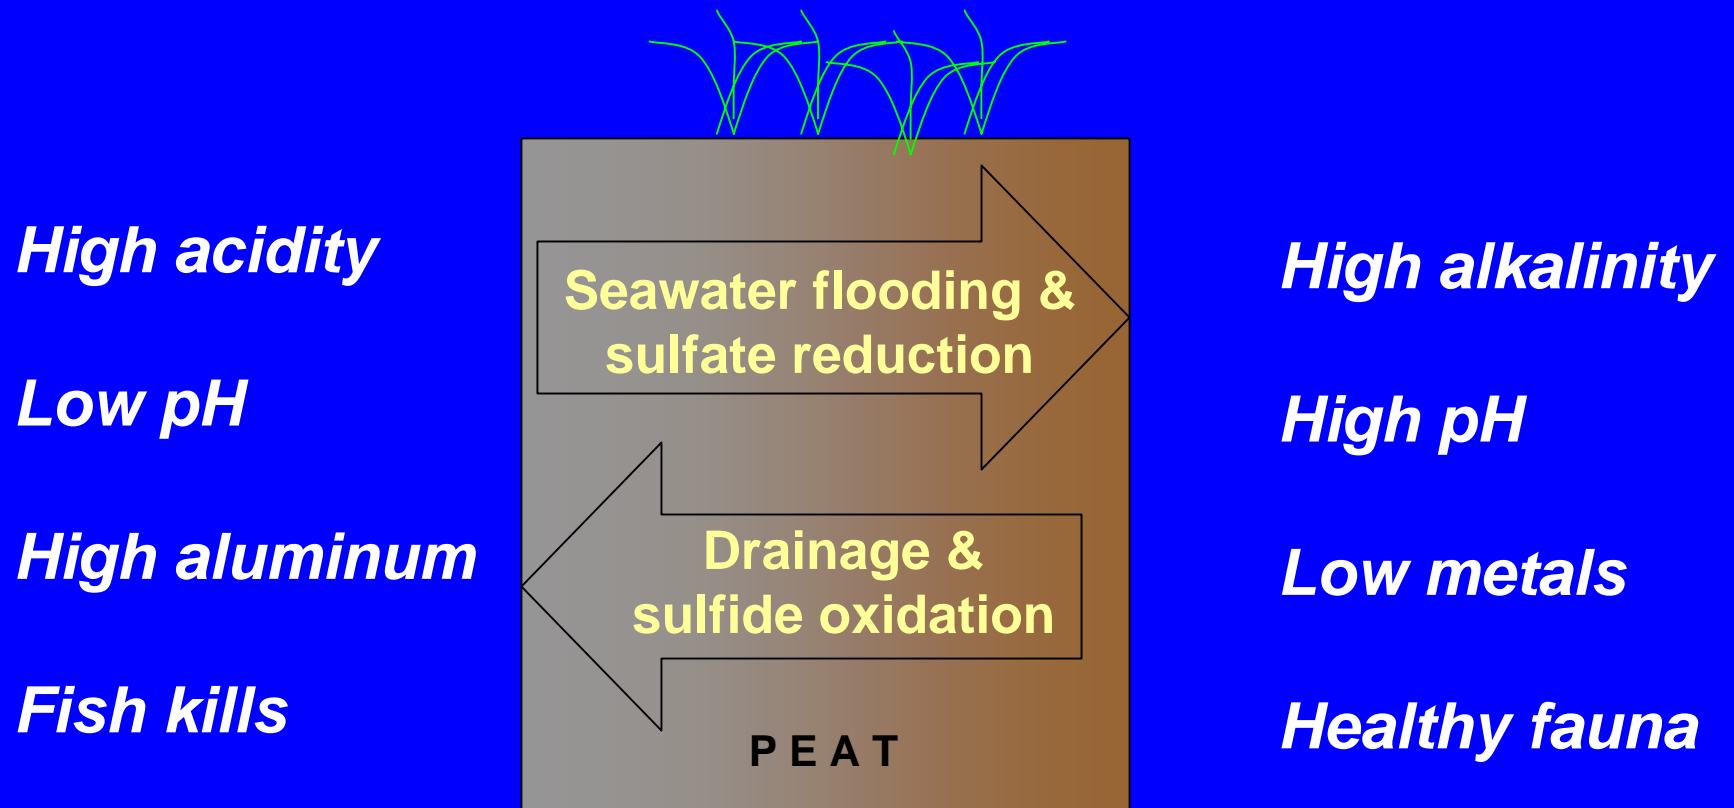 High acidity
Low pH
High aluminum
Fish kills
Seawater flooding &
sulfate reduction
Drainage &
sulfide oxidation
P E A T
High alkalinity
High pH
Low metals
Healthy fauna